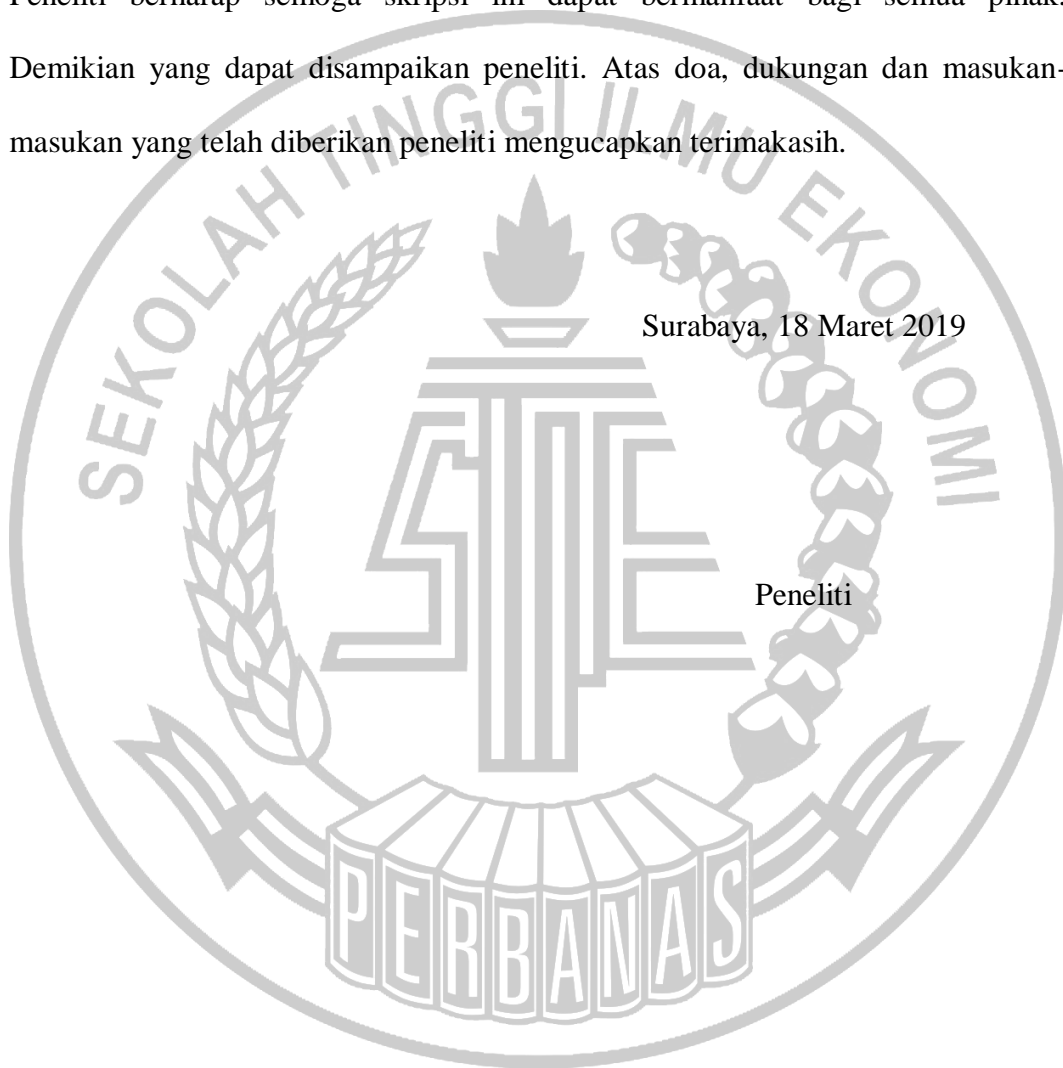 Peneliti berharap semoga skripsi ini dapat bermanfaat bagi semua pihak.
Demikian yang dapat disampaikan peneliti. Atas doa, dukungan dan masukan-
masukan yang telah diberikan peneliti mengucapkan terimakasih.
SEKOLAH TINGGI ILMU EKONOMI
Surabaya, 18 Maret 2019
STIE
Peneliti
PERBANAS